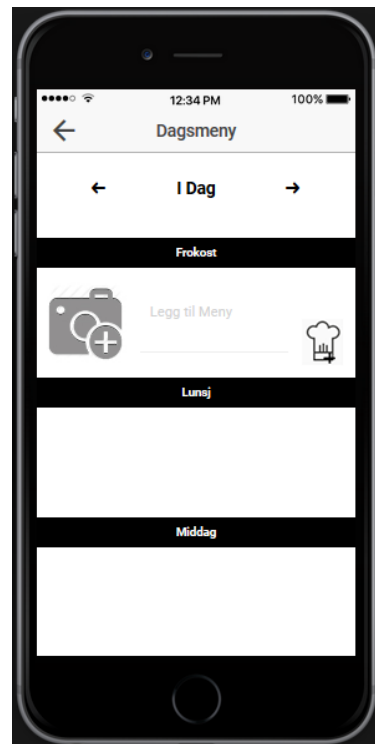 12:34 PM 100%
Dagsmeny
I Dag
Frokost
Legg til Meny
Lunsj
Middag